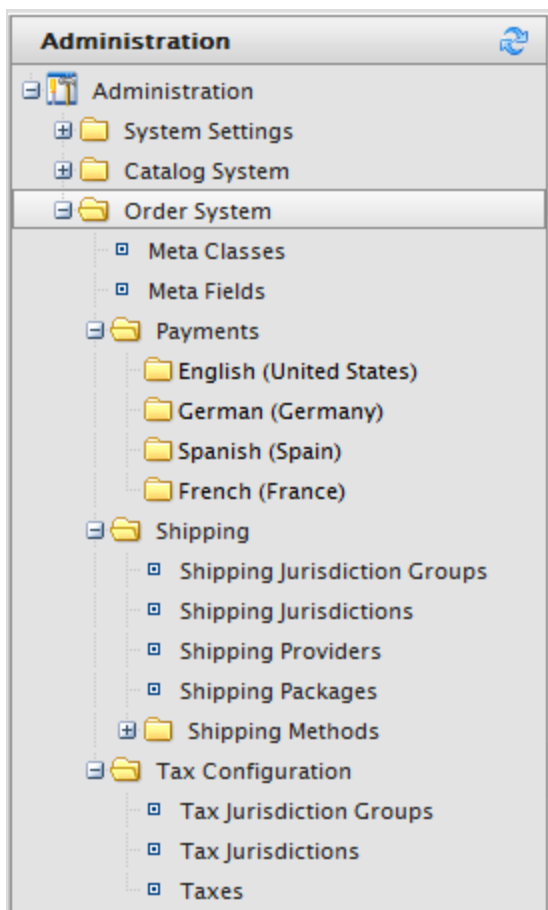 Administration
Administration
System Settings
Catalog System
Order System
Meta Classes
Meta Fields
Payments
English (United States)
German (Germany)
Spanish (Spain)
French (France)
Shipping
Shipping Jurisdiction Groups
Shipping Jurisdictions
Shipping Providers
Shipping Packages
Shipping Methods
Tax Configuration
Tax Jurisdiction Groups
Tax Jurisdictions
Taxes